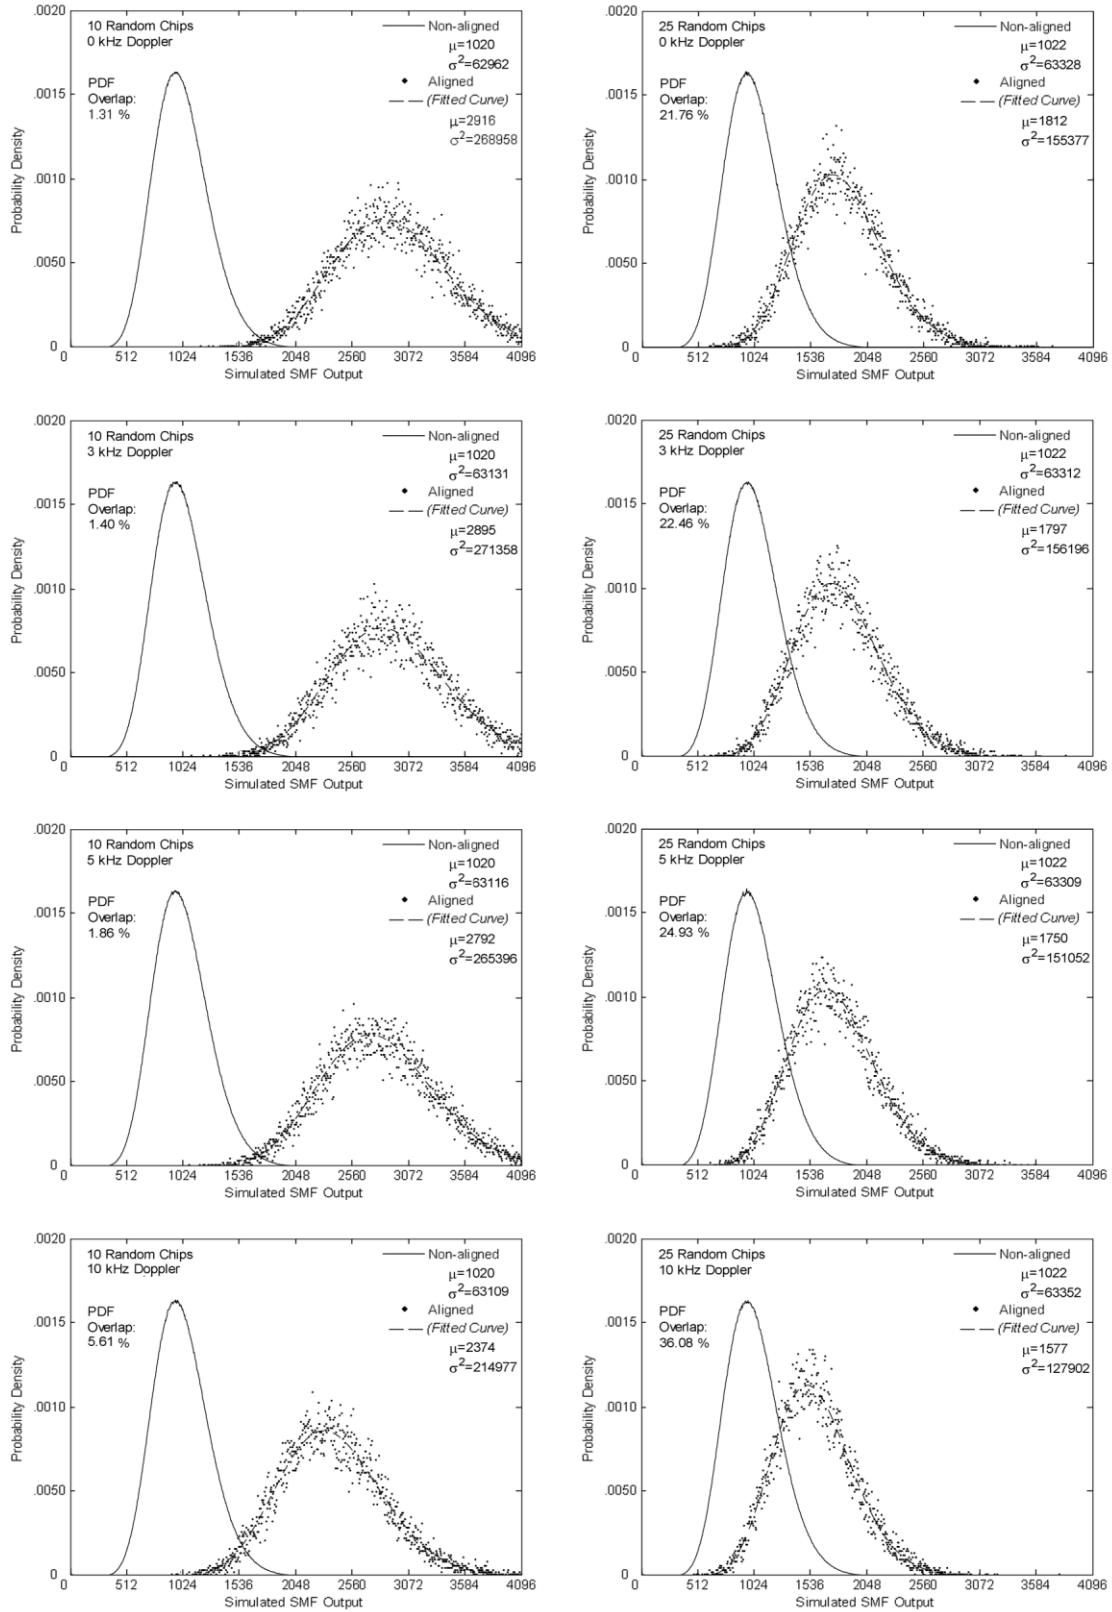 .0020
10 Random Chips
0 kHz Doppler
Non-aligned
μ=1020
σ2=62962
PDF
Overlap:
1.31 %
Aligned
(Fitted Curve)
μ=2916
σ2=268958
.0015
.0010
.0050
0
Probability Density
0 512 1024 1536 2048 2560 3072 3584 4096
Simulated SMF Output
.0020
25 Random Chips
0 kHz Doppler
Non-aligned
μ=1022
σ2=63328
PDF
Overlap:
21.76 %
Aligned
(Fitted Curve)
μ=1812
σ2=155377
.0015
.0010
.0050
0
Probability Density
0 512 1024 1536 2048 2560 3072 3584 4096
Simulated SMF Output
.0020
10 Random Chips
3 kHz Doppler
Non-aligned
μ=1020
σ2=63131
PDF
Overlap:
1.40 %
Aligned
(Fitted Curve)
μ=2895
σ2=271358
.0015
.0010
.0050
0
Probability Density
0 512 1024 1536 2048 2560 3072 3584 4096
Simulated SMF Output
.0020
25 Random Chips
3 kHz Doppler
Non-aligned
μ=1022
σ2=63312
PDF
Overlap:
22.46 %
Aligned
(Fitted Curve)
μ=1797
σ2=156196
.0015
.0010
.0050
0
Probability Density
0 512 1024 1536 2048 2560 3072 3584 4096
Simulated SMF Output
.0020
10 Random Chips
5 kHz Doppler
Non-aligned
μ=1020
σ2=63116
PDF
Overlap:
1.86 %
Aligned
(Fitted Curve)
μ=2792
σ2=265396
.0015
.0010
.0050
0
Probability Density
0 512 1024 1536 2048 2560 3072 3584 4096
Simulated SMF Output
.0020
25 Random Chips
5 kHz Doppler
Non-aligned
μ=1022
σ2=63309
PDF
Overlap:
24.93 %
Aligned
(Fitted Curve)
μ=1750
σ2=151052
.0015
.0010
.0050
0
Probability Density
0 512 1024 1536 2048 2560 3072 3584 4096
Simulated SMF Output
.0020
10 Random Chips
10 kHz Doppler
Non-aligned
μ=1020
σ2=63109
PDF
Overlap:
5.61 %
Aligned
(Fitted Curve)
μ=2374
σ2=214977
.0015
.0010
.0050
0
Probability Density
0 512 1024 1536 2048 2560 3072 3584 4096
Simulated SMF Output
.0020
25 Random Chips
10 kHz Doppler
Non-aligned
μ=1022
σ2=63352
PDF
Overlap:
36.08 %
Aligned
(Fitted Curve)
μ=1577
σ2=127902
.0015
.0010
.0050
0
Probability Density
0 512 1024 1536 2048 2560 3072 3584 4096
Simulated SMF Output